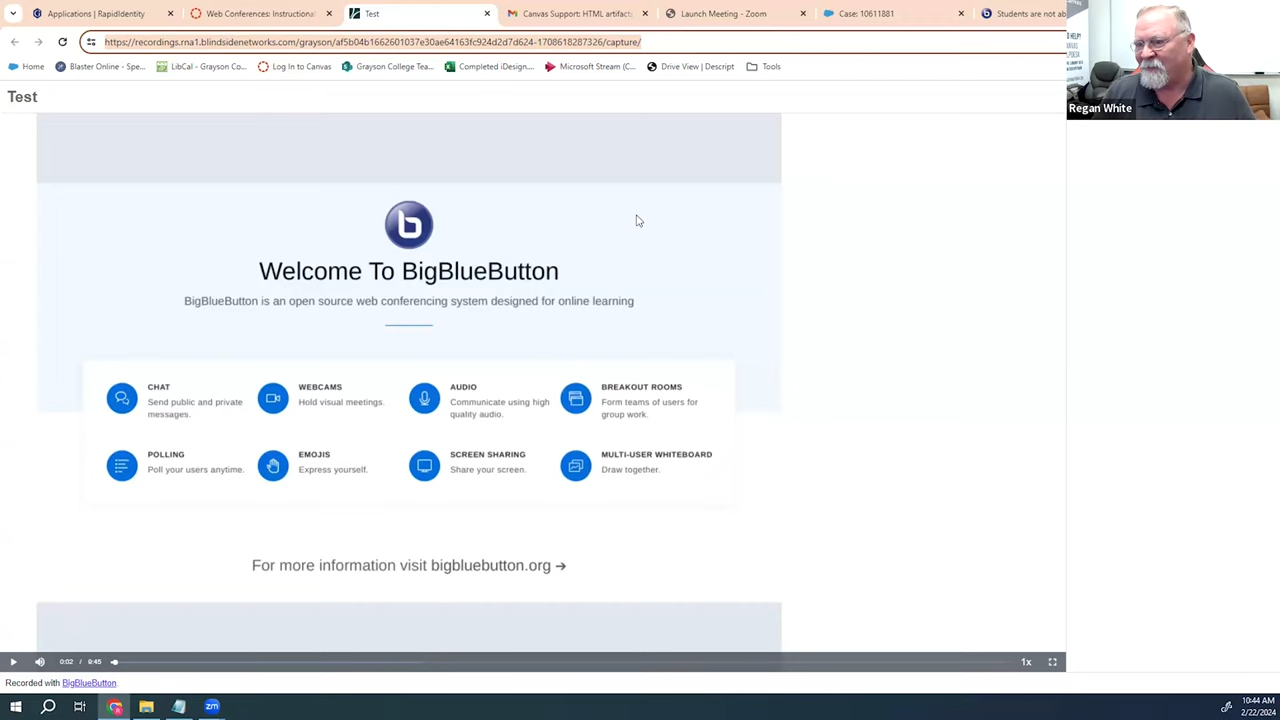 Applications | RapidIdentity
Web Conferences: Instructional
Test
Canvas Support: HTML artifacts
Launch Meeting - Zoom
Case: 10611881
Students are not ab
https://recordings.rna1.blindsidenetworks.com/grayson/af5b04b1662601037e30ae64163fc924d2d7d624-1708618287326/capture/
Home
Blaster Online - Spe...
LibCal - Grayson Co...
Log In to Canvas
Grayson College Tea...
Completed iDesign...
Microsoft Stream (C...
Drive View | Descript
Tools
Regan White
Test
b
Welcome To BigBlueButton
BigBlueButton is an open source web conferencing system designed for online learning
CHAT
Send public and private
messages.
WEBCAMS
Hold visual meetings.
AUDIO
Communicate using high
quality audio.
BREAKOUT ROOMS
Form teams of users for
group work.
POLLING
Poll your users anytime.
EMOJIS
Express yourself.
SCREEN SHARING
Share your screen.
MULTI-USER WHITEBOARD
Draw together.
For more information visit bigbluebutton.org →
0:02 / 9:45
1x
Recorded with BigBlueButton.
zm
10:44 AM
2/22/2024